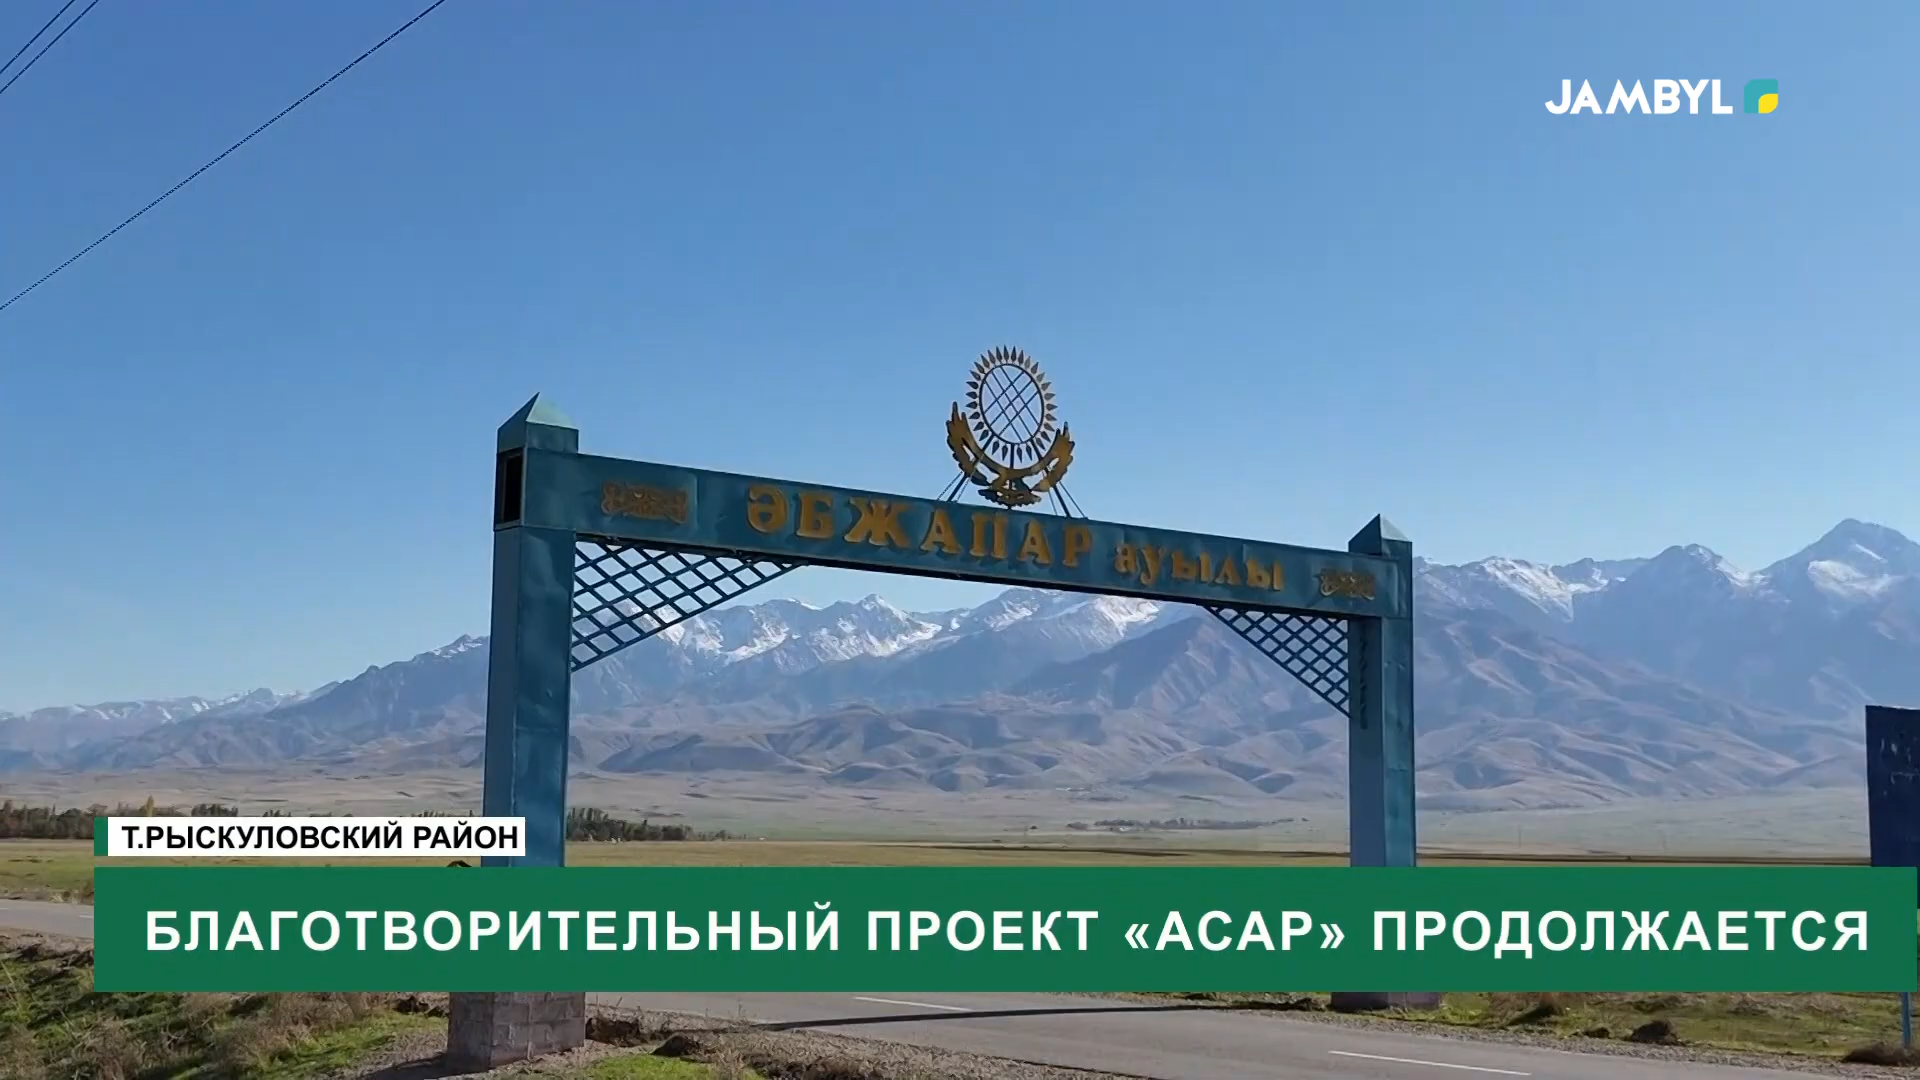 JAMBYL
ӘБЖАПАР ауылы
Т.РЫСКУЛОВСКИЙ РАЙОН
БЛАГОТВОРИТЕЛЬНЫЙ ПРОЕКТ «АСАР» ПРОДОЛЖАЕТСЯ